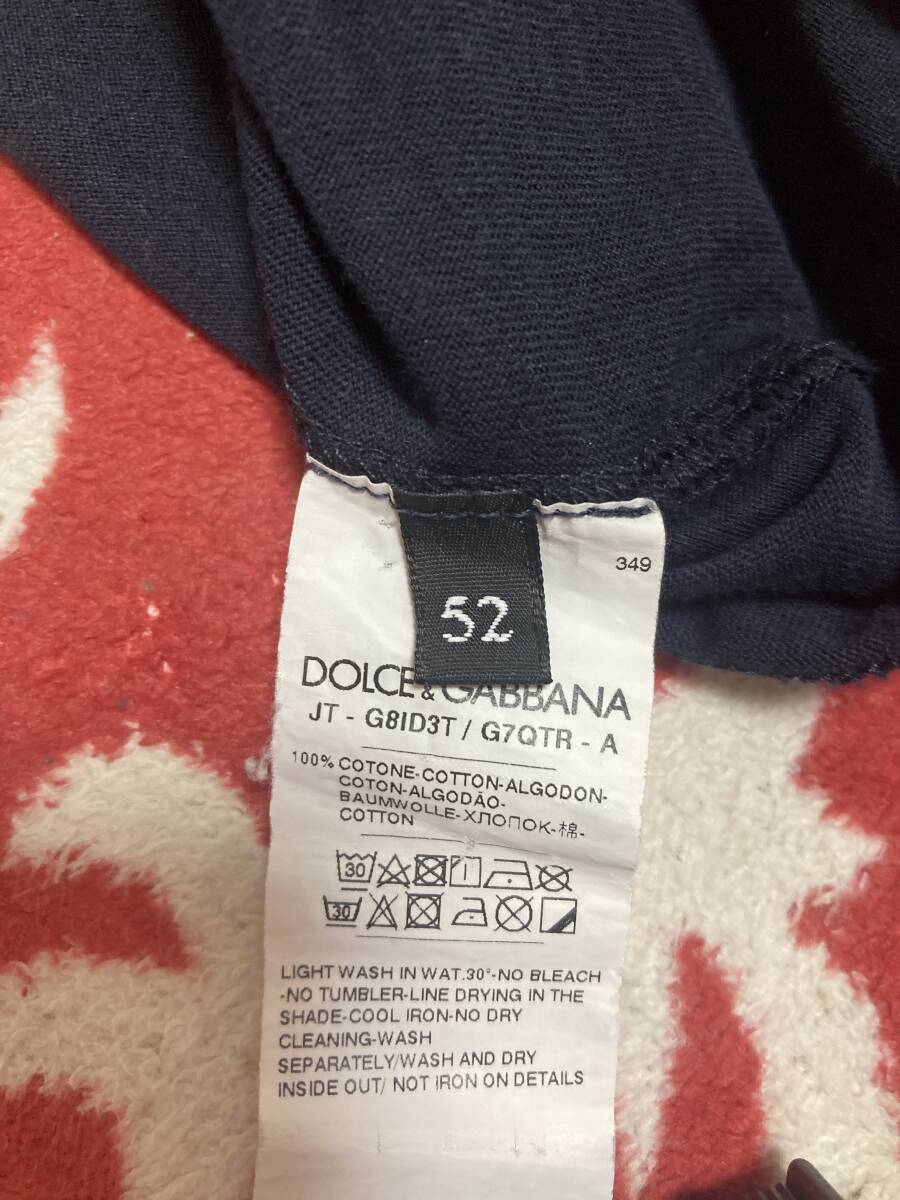 349
52
DOLCE & GABBANA
JT - G8ID3T / G7QTR - A
100% COTONE-COTTON-ALGODON-
COTON-ALGODÃO-
BAUMWOLLE-ХЛОПОК-棉-
COTTON
30
30
LIGHT WASH IN WAT.30°-NO BLEACH
-NO TUMBLER-LINE DRYING IN THE
SHADE-COOL IRON-NO DRY
CLEANING-WASH
SEPARATELY/WASH AND DRY
INSIDE OUT/ NOT IRON ON DETAILS